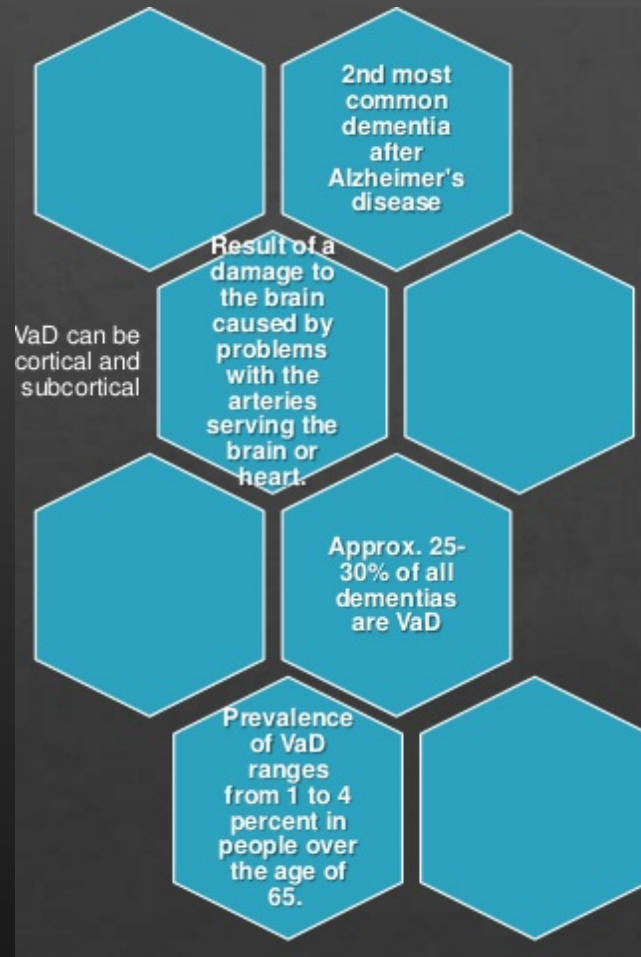 2nd most
common
dementia
after
Alzheimer's
disease
Result of a
damage to
the brain
caused by
problems
with the
arteries
serving the
brain or
heart.
VaD can be
cortical and
subcortical
Approx. 25-
30% of all
dementias
are VaD
Prevalence
of VaD
ranges
from 1 to 4
percent in
people over
the age of
65.